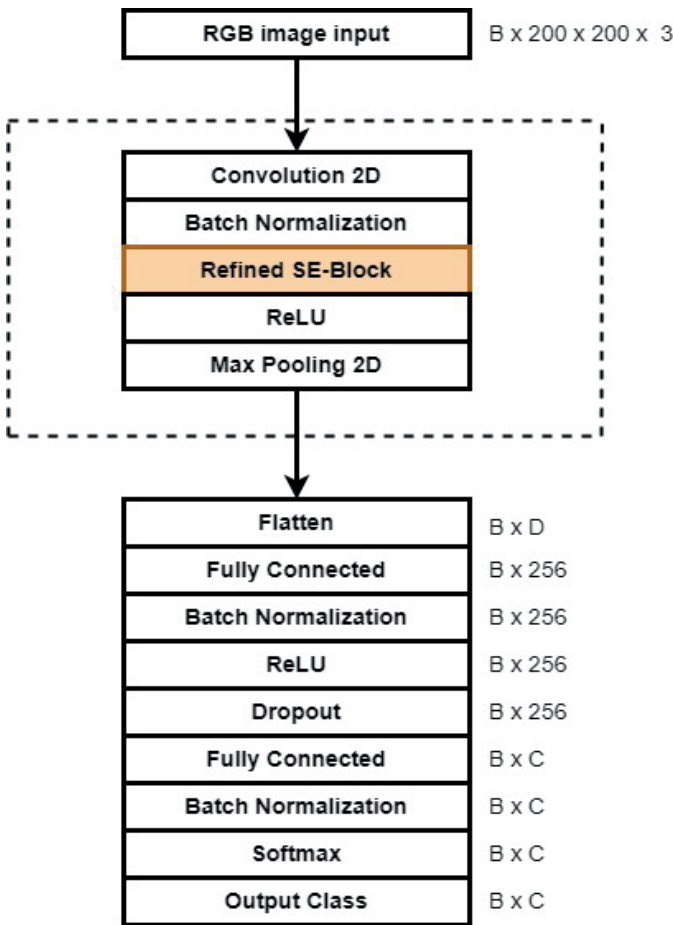 RGB image input B x 200 x 200 x 3
Convolution 2D
Batch Normalization
Refined SE-Block
ReLU
Max Pooling 2D
Flatten B x D
Fully Connected B x 256
Batch Normalization B x 256
ReLU B x 256
Dropout B x 256
Fully Connected B x C
Batch Normalization B x C
Softmax B x C
Output Class B x C